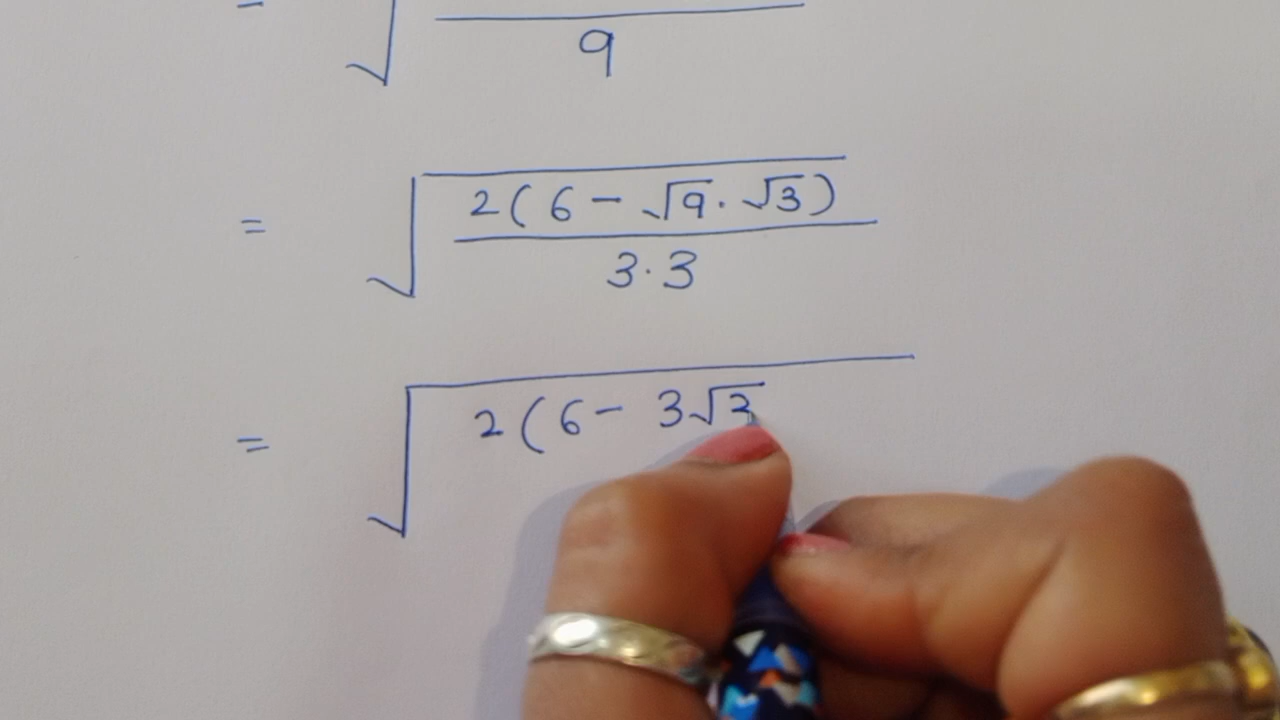 = √
9
= √ 2(6 - √9 . √3)
3.3
= √ 2(6 - 3√3